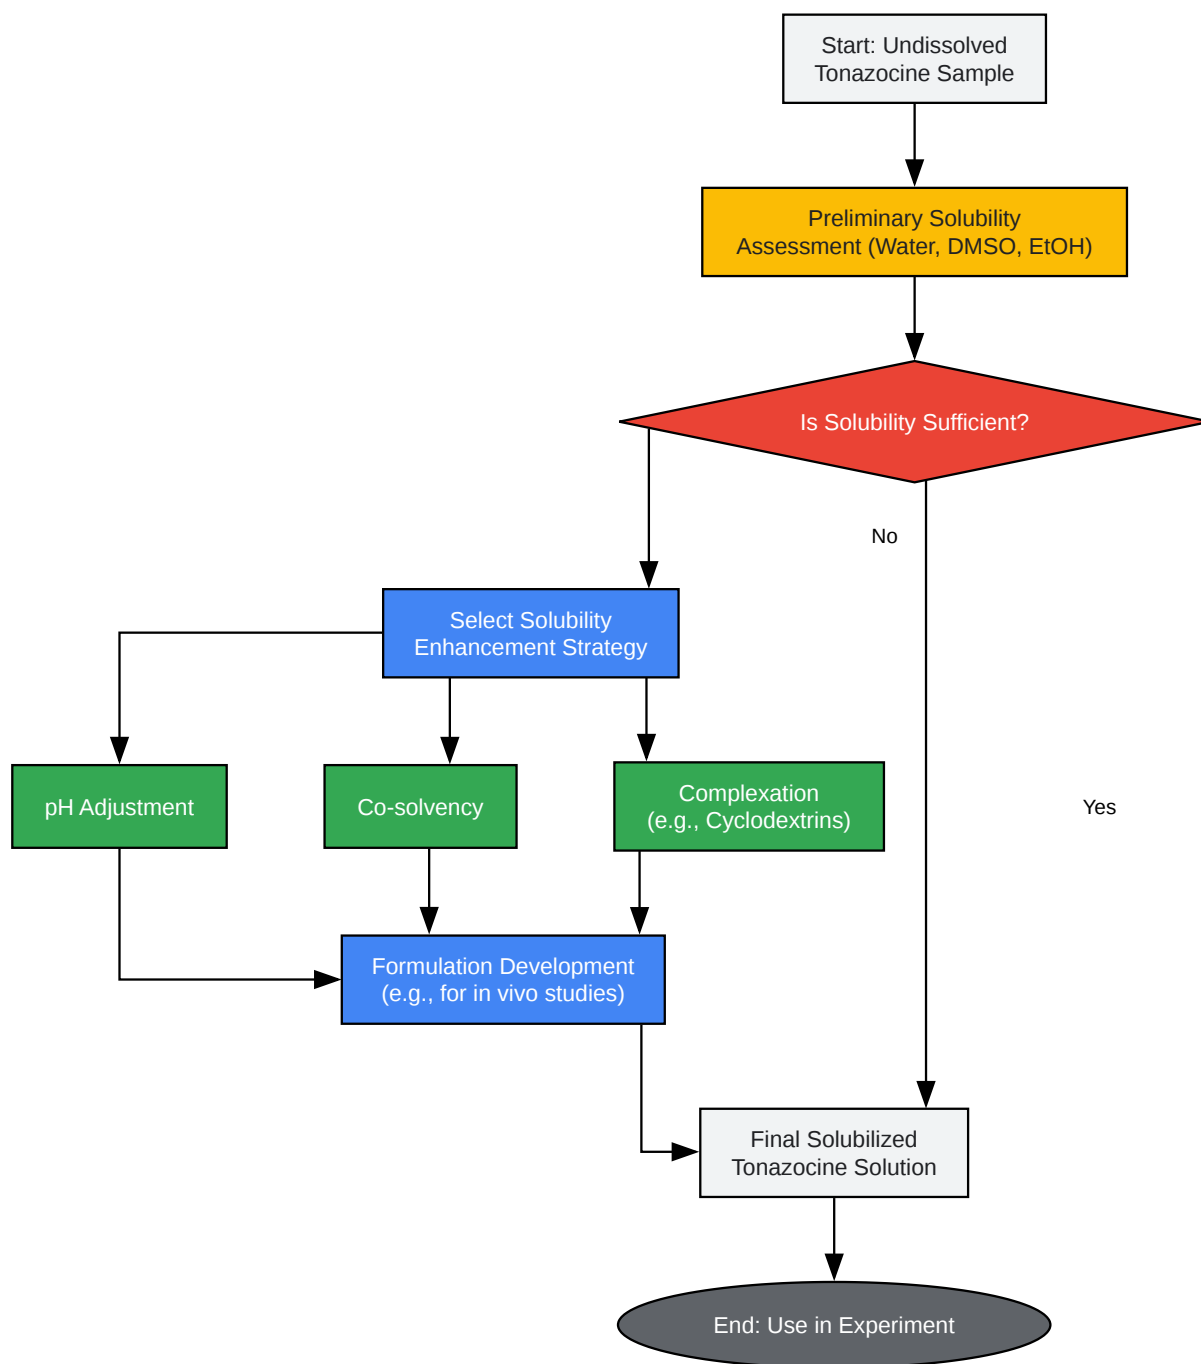 Start: Undissolved
Tonazocine Sample
Preliminary Solubility
Assessment (Water, DMSO, EtOH)
Is Solubility Sufficient?
No
Select Solubility
Enhancement Strategy
pH Adjustment
Co-solvency
Complexation
(e.g., Cyclodextrins)
Yes
Formulation Development
(e.g., for in vivo studies)
Final Solubilized
Tonazocine Solution
End: Use in Experiment